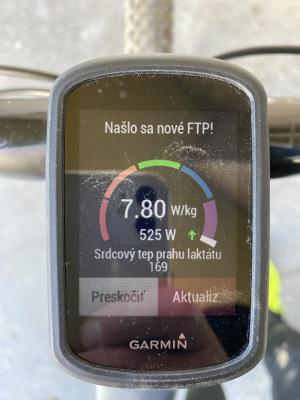 Našlo sa nové FTP!
7.80 W/kg
525 W
Srdcový tep prahu laktátu
169
Preskočiť Aktualiz.
GARMIN